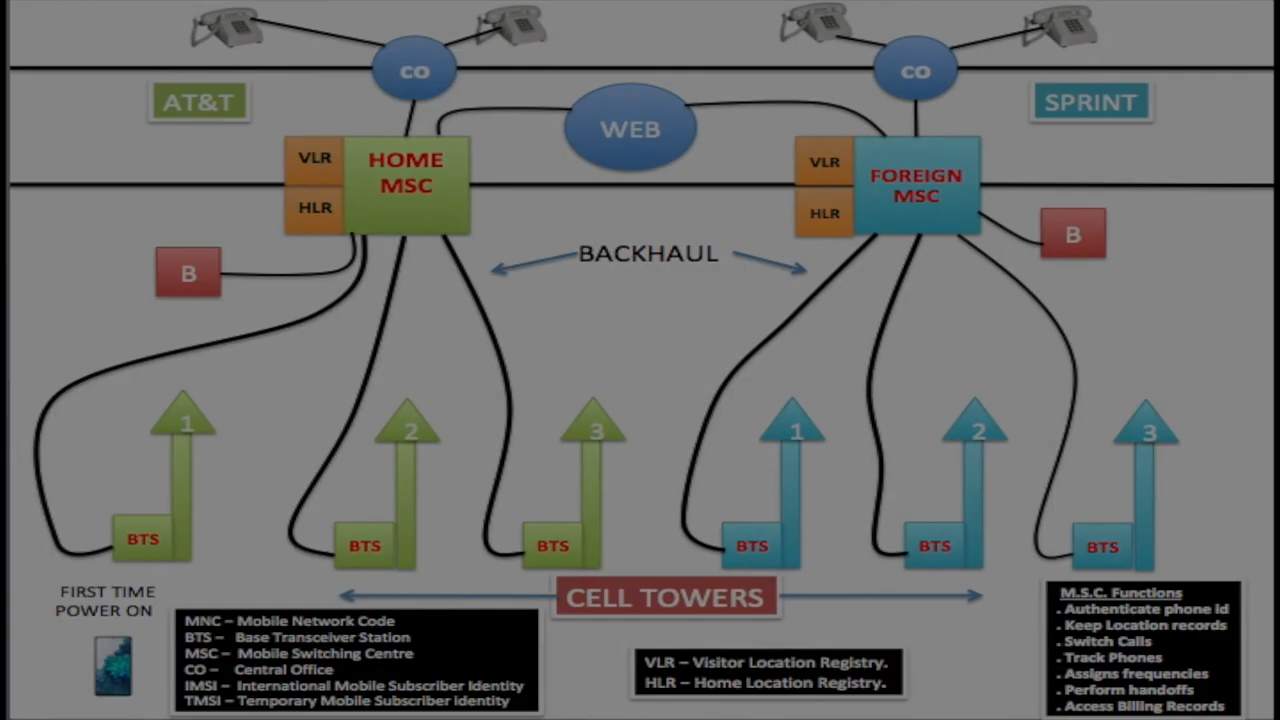 CO
CO
AT&T
SPRINT
WEB
VLR
HOME
MSC
HLR
VLR
FOREIGN
MSC
HLR
B
B
BACKHAUL
1
2
3
1
2
3
BTS
BTS
BTS
BTS
BTS
BTS
FIRST TIME
POWER ON
CELL TOWERS
MNC – Mobile Network Code
BTS – Base Transceiver Station
MSC – Mobile Switching Centre
CO – Central Office
IMSI – International Mobile Subscriber Identity
TMSI – Temporary Mobile Subscriber identity
VLR – Visitor Location Registry.
HLR – Home Location Registry.
M.S.C. Functions
. Authenticate phone id
. Keep Location records
. Switch Calls
. Track Phones
. Assigns frequencies
. Perform handoffs
. Access Billing Records